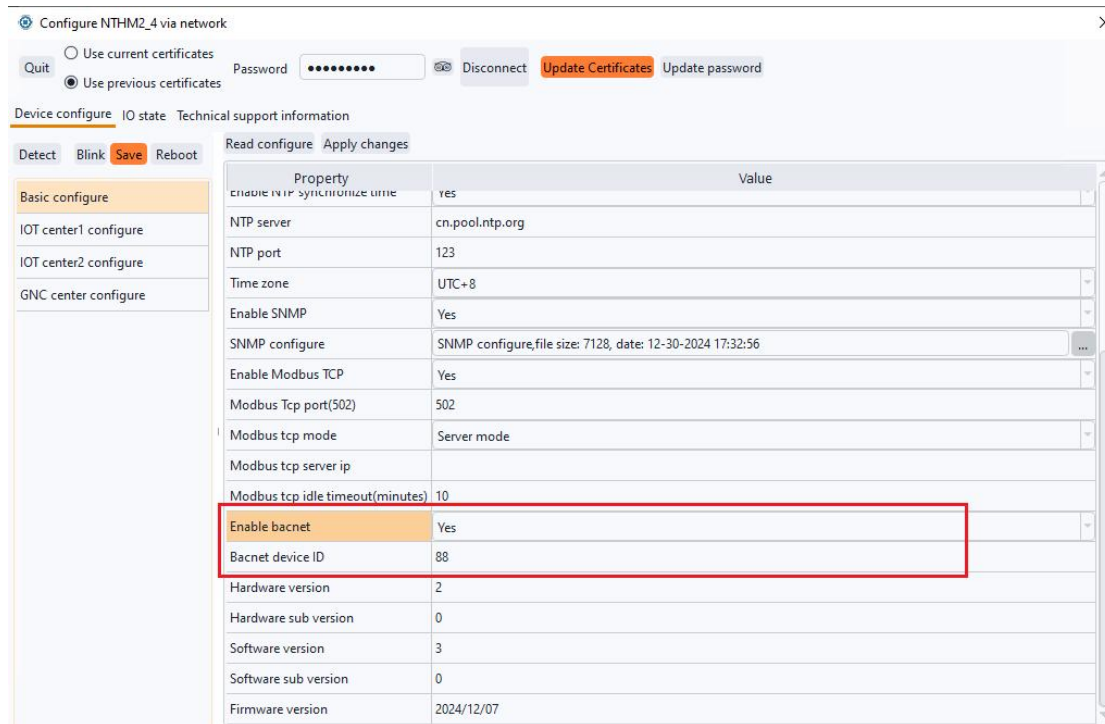 Configure NTHM2_4 via network
Quit
Use current certificates
Use previous certificates
Password
Disconnect
Update Certificates
Update password
Device configure IO state Technical support information
Detect Blink Save Reboot
Read configure Apply changes
Basic configure
IOT center1 configure
IOT center2 configure
GNC center configure
Property Value
Enable NTP synchronize time Yes
NTP server cn.pool.ntp.org
NTP port 123
Time zone UTC+8
Enable SNMP Yes
SNMP configure SNMP configure,file size: 7128, date: 12-30-2024 17:32:56 ...
Enable Modbus TCP Yes
Modbus Tcp port(502) 502
Modbus tcp mode Server mode
Modbus tcp server ip
Modbus tcp idle timeout(minutes) 10
Enable bacnet Yes
Bacnet device ID 88
Hardware version 2
Hardware sub version 0
Software version 3
Software sub version 0
Firmware version 2024/12/07